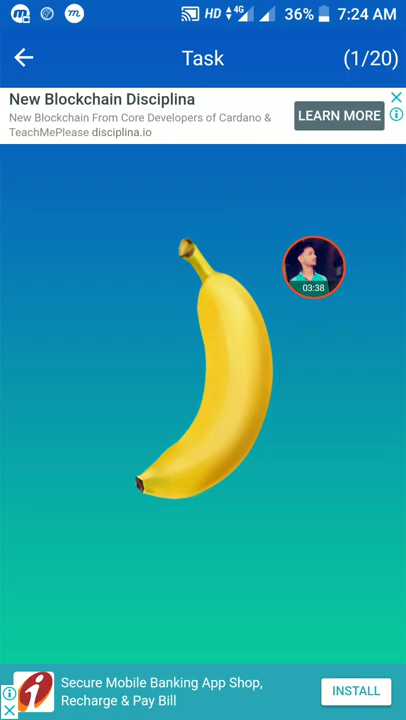 HD 4G 36% 7:24 AM
Task (1/20)
New Blockchain Disciplina
New Blockchain From Core Developers of Cardano &
TeachMePlease disciplina.io
LEARN MORE
03:38
Secure Mobile Banking App Shop,
Recharge & Pay Bill
INSTALL